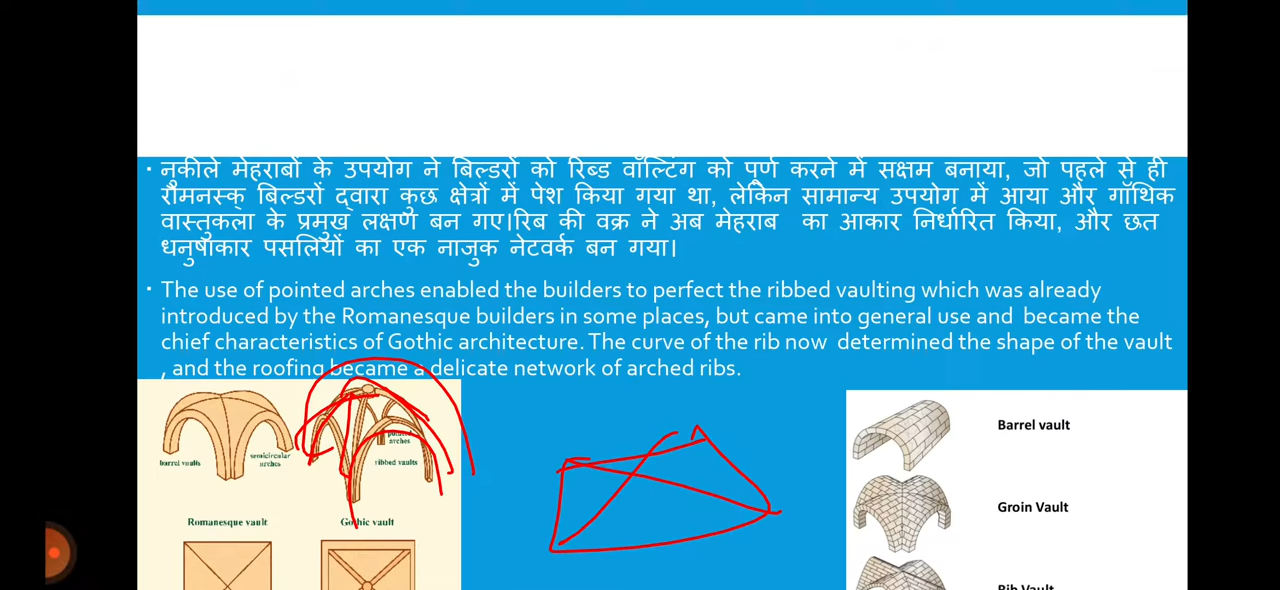 नुकीले मेहराबों के उपयोग ने बिल्डरों को रिब्ड वॉल्टिंग को पूर्ण करने में सक्षम बनाया, जो पहले से ही
रोमनस्क् बिल्डरों द्वारा कुछ क्षेत्रों में पेश किया गया था, लेकिन सामान्य उपयोग में आया और गॉथिक
वास्तुकला के प्रमुख लक्षण बन गए।रिब की वक्र ने अब मेहराब का आकार निर्धारित किया, और छत
धनुषाकार पसलियों का एक नाजुक नेटवर्क बन गया।
The use of pointed arches enabled the builders to perfect the ribbed vaulting which was already
introduced by the Romanesque builders in some places, but came into general use and became the
chief characteristics of Gothic architecture. The curve of the rib now determined the shape of the vault
, and the roofing became a delicate network of arched ribs.
barrel vaults
semicircular
arches
pointed
arches
ribbed vaults
Romanesque vault
Gothic vault
Barrel vault
Groin Vault
Rib Vault